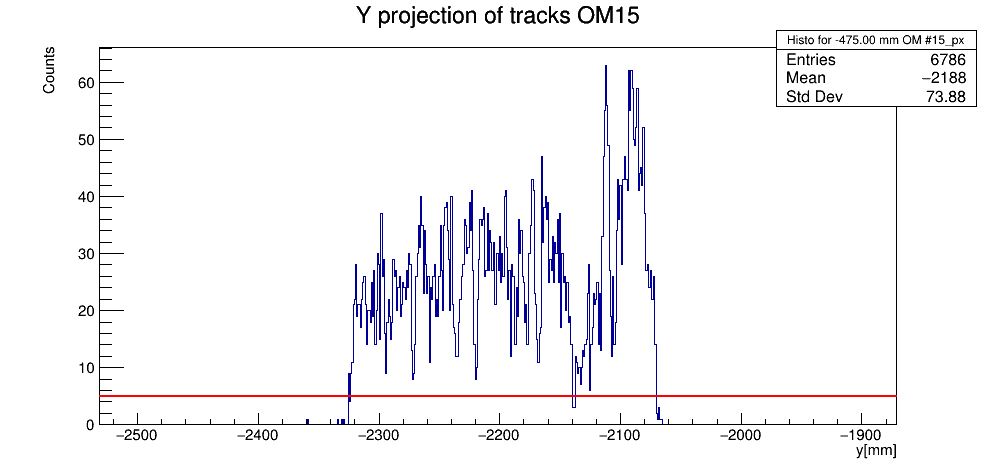 Y projection of tracks OM15
Histo for -475.00 mm OM #15_px
Entries 6786
Mean −2188
Std Dev 73.88
Counts
60
50
40
30
20
10
0
−2500 −2400 −2300 −2200 −2100 −2000 −1900
y[mm]